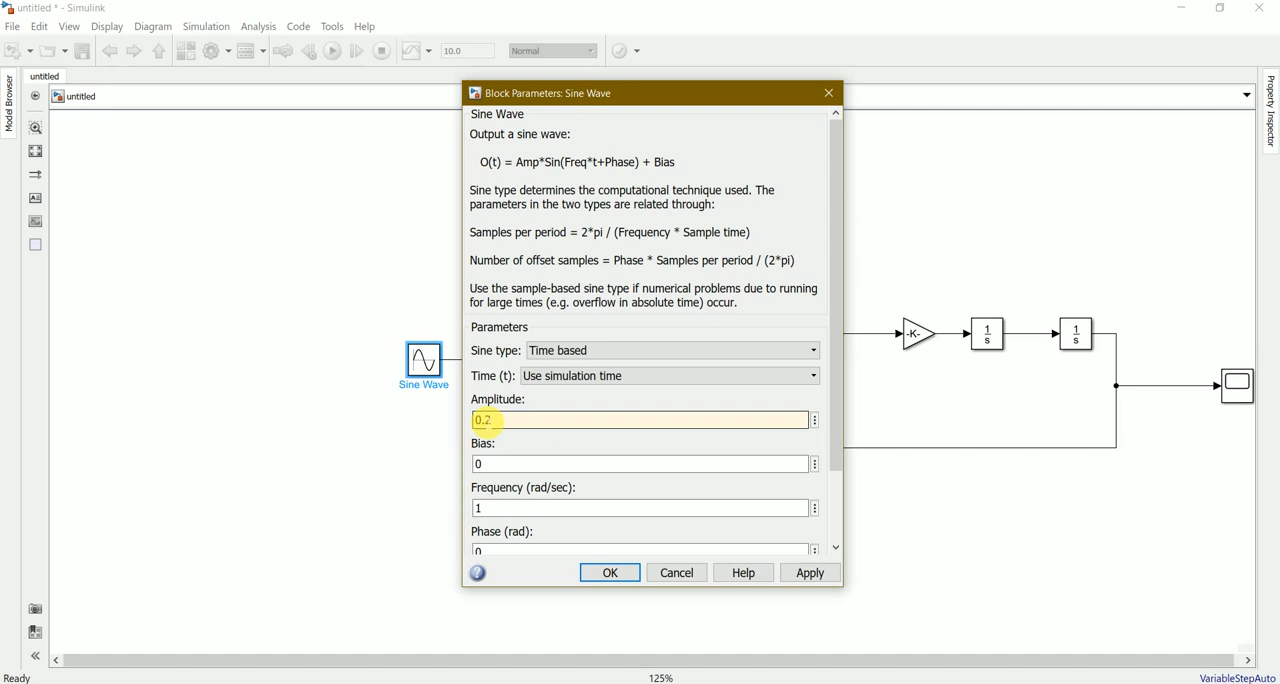 untitled * - Simulink
File Edit View Display Diagram Simulation Analysis Code Tools Help
10.0 Normal
untitled
untitled
Model Browser
Property Inspector
Block Parameters: Sine Wave
Sine Wave
Output a sine wave:
O(t) = Amp*Sin(Freq*t+Phase) + Bias
Sine type determines the computational technique used. The
parameters in the two types are related through:
Samples per period = 2*pi / (Frequency * Sample time)
Number of offset samples = Phase * Samples per period / (2*pi)
Use the sample-based sine type if numerical problems due to running
for large times (e.g. overflow in absolute time) occur.
Parameters
Sine type: Time based
Time (t): Use simulation time
Amplitude:
0.2
Bias:
0
Frequency (rad/sec):
1
Phase (rad):
0
OK Cancel Help Apply
Sine Wave
-K-
1
s
1
s
Ready 125% VariableStepAuto